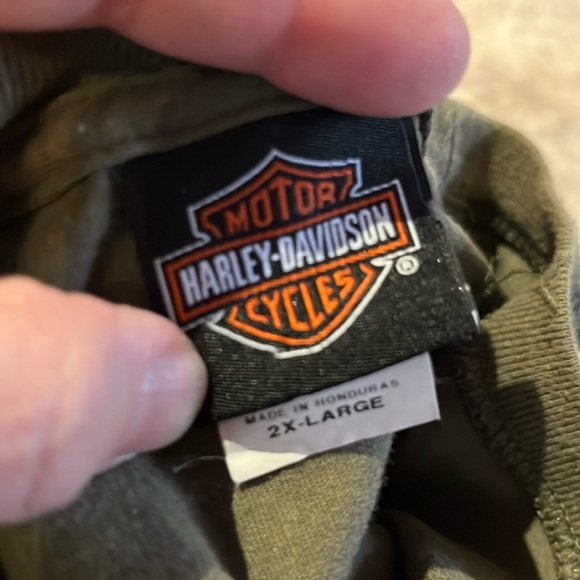 MOTOR
HARLEY-DAVIDSON
CYCLES
®
MADE IN HONDURAS
2X-LARGE